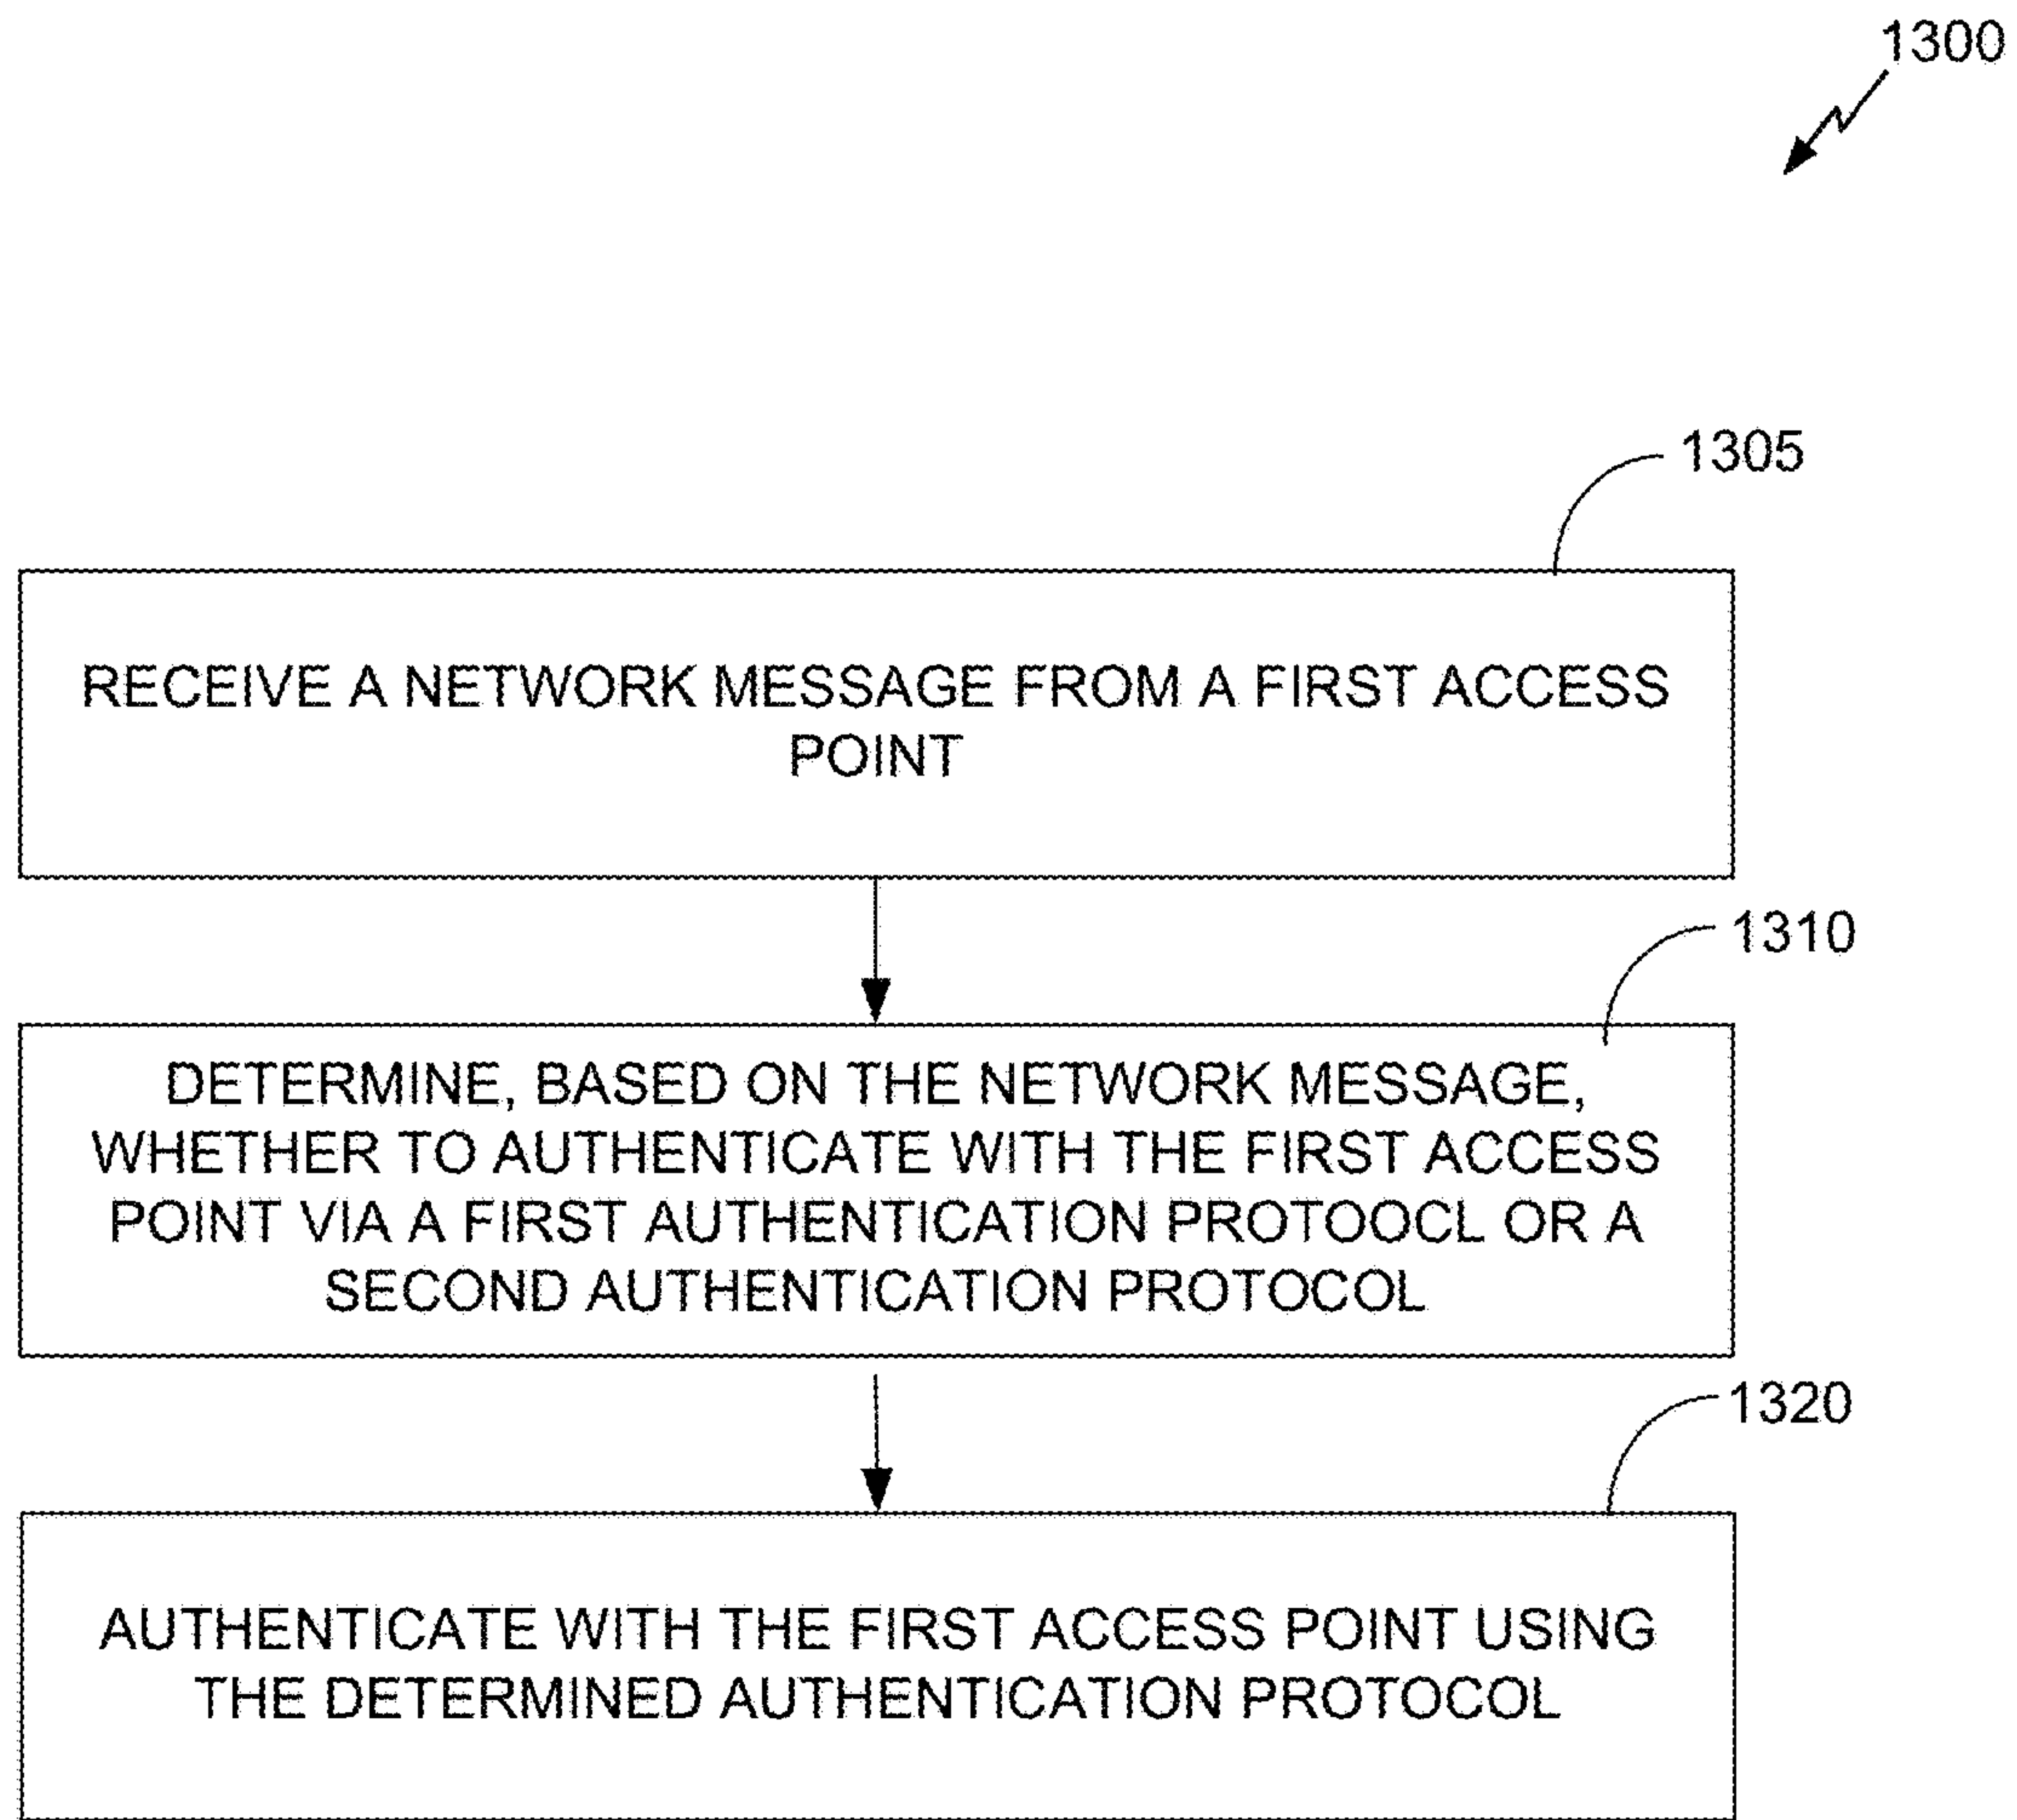 1300
1305
RECEIVE A NETWORK MESSAGE FROM A FIRST ACCESS
POINT
1310
DETERMINE, BASED ON THE NETWORK MESSAGE,
WHETHER TO AUTHENTICATE WITH THE FIRST ACCESS
POINT VIA A FIRST AUTHENTICATION PROTOOCL OR A
SECOND AUTHENTICATION PROTOCOL
1320
AUTHENTICATE WITH THE FIRST ACCESS POINT USING
THE DETERMINED AUTHENTICATION PROTOCOL